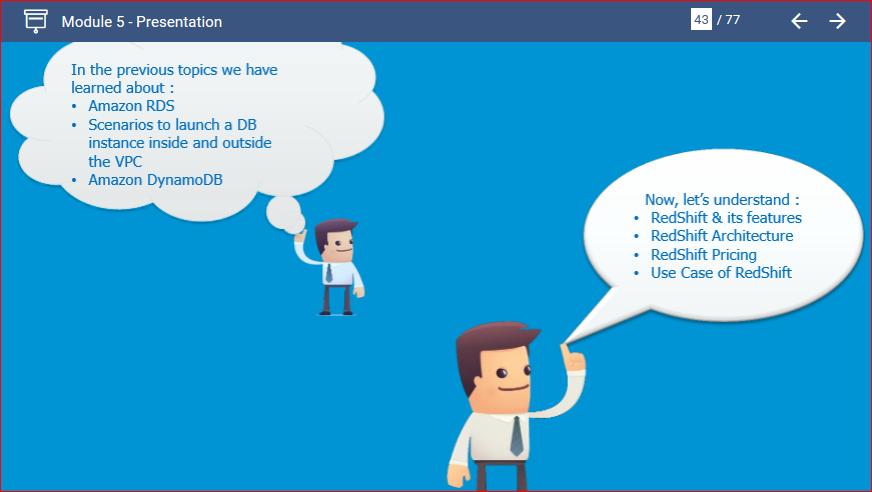 Module 5 - Presentation
43 / 77
In the previous topics we have
learned about :
• Amazon RDS
• Scenarios to launch a DB
instance inside and outside
the VPC
• Amazon DynamoDB
Now, let's understand :
• RedShift & its features
• RedShift Architecture
• RedShift Pricing
• Use Case of RedShift